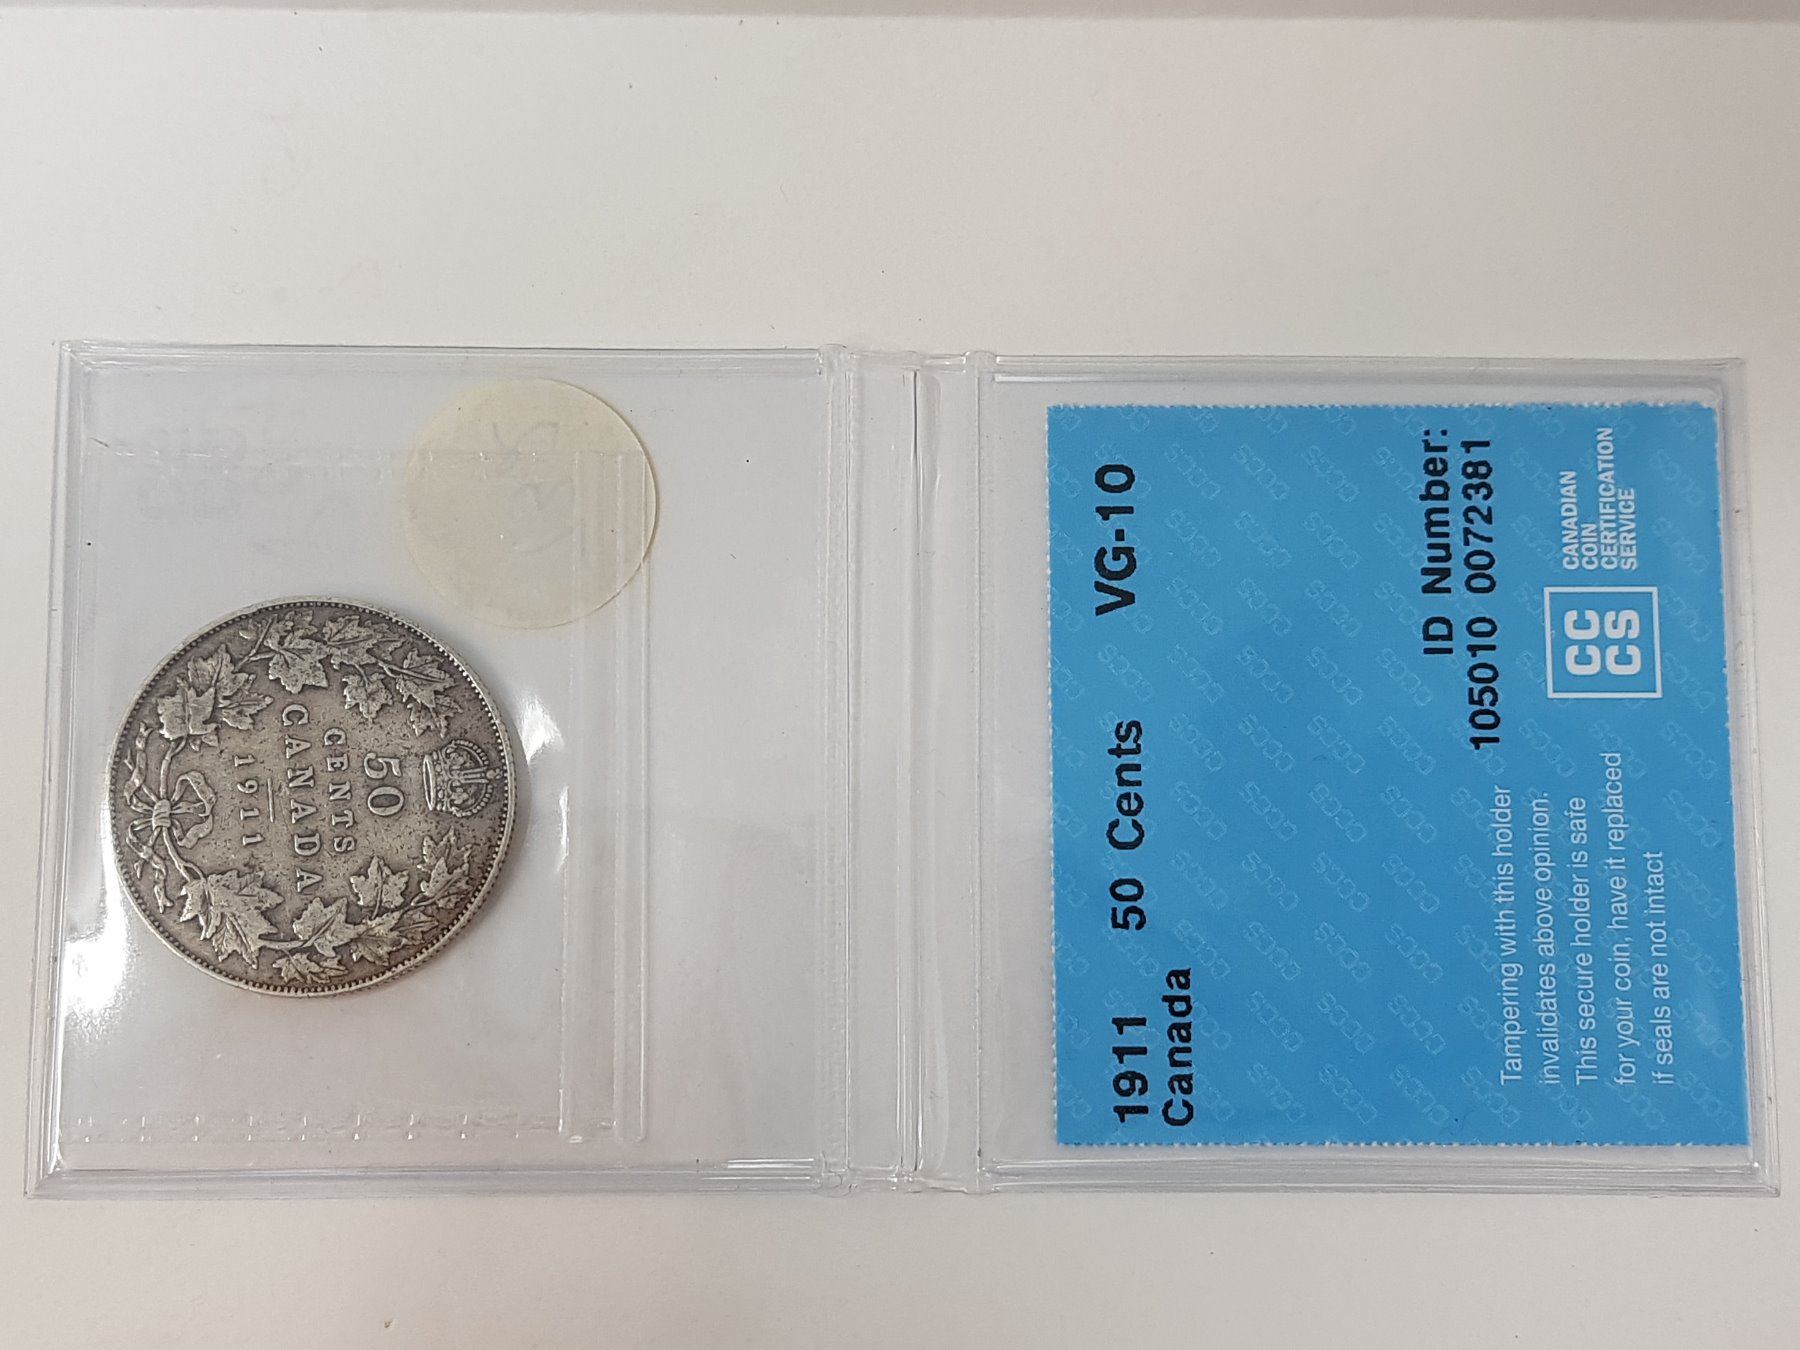 50
CENTS
CANADA
1911
1911 50 Cents VG-10
Canada
ID Number:
105010 0072381
Tampering with this holder
invalidates above opinion.
This secure holder is safe
for your coin, have it replaced
if seals are not intact
CC
CS
CANADIAN
COIN
CERTIFICATION
SERVICE